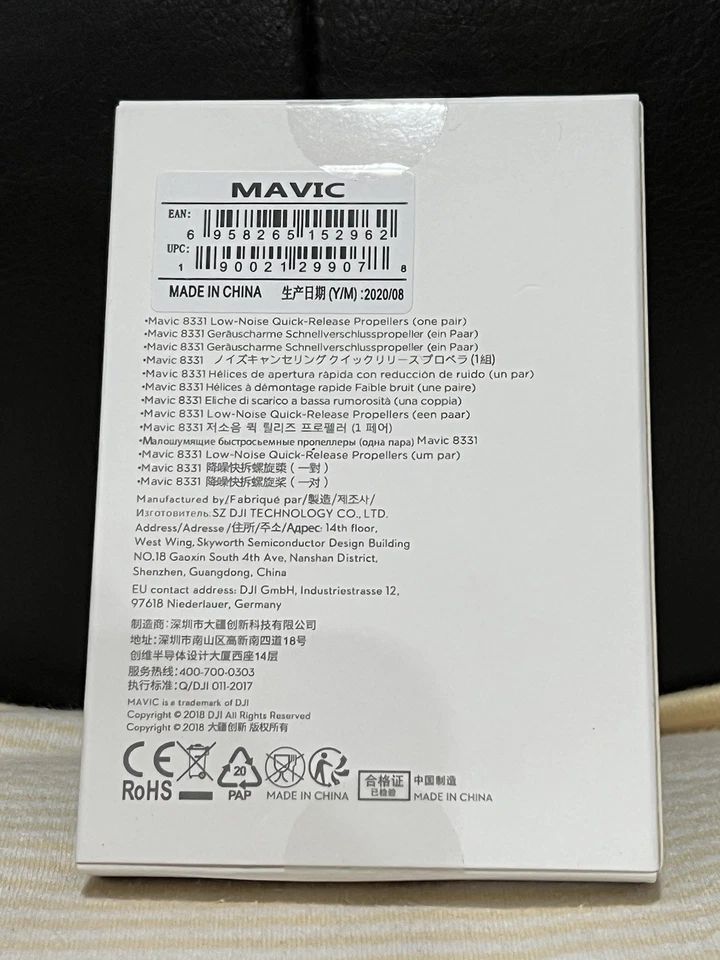 MAVIC
EAN:
6 958265 152962
UPC:
1 90021 29907 8
MADE IN CHINA 生产日期 (Y/M) :2020/08
•Mavic 8331 Low-Noise Quick-Release Propellers (one pair)
•Mavic 8331 Geräuscharme Schnellverschlusspropeller (ein Paar)
•Mavic 8331 Geräuscharme Schnellverschlusspropeller (ein Paar)
•Mavic 8331 ノイズキャンセリングクイックリリースプロペラ (1組)
•Mavic 8331 Hélices de apertura rápida con reducción de ruido (un par)
•Mavic 8331 Hélices à démontage rapide Faible bruit (une paire)
•Mavic 8331 Eliche di scarico a bassa rumorosità (una coppia)
•Mavic 8331 Low-Noise Quick-Release Propellers (een paar)
•Mavic 8331 저소음 퀵 릴리즈 프로펠러 (1 페어)
•Малошумящие быстросъемные пропеллеры (одна пара) Mavic 8331
•Mavic 8331 Low-Noise Quick-Release Propellers (um par)
•Mavic 8331 降噪快拆螺旋槳 ( 一對 )
•Mavic 8331 降噪快拆螺旋桨 ( 一对 )
Manufactured by/Fabriqué par/製造/제조사/
Изготовитель:SZ DJI TECHNOLOGY CO., LTD.
Address/Adresse/住所/주소/Адрес: 14th floor,
West Wing, Skyworth Semiconductor Design Building
NO.18 Gaoxin South 4th Ave, Nanshan District,
Shenzhen, Guangdong, China
EU contact address: DJI GmbH, Industriestrasse 12,
97618 Niederlauer, Germany
制造商:深圳市大疆创新科技有限公司
地址:深圳市南山区高新南四道18号
创维半导体设计大厦西座14层
服务热线:400-700-0303
执行标准:Q/DJI 011-2017
MAVIC is a trademark of DJI
Copyright © 2018 DJI All Rights Reserved
Copyright © 2018 大疆创新 版权所有
CE
RoHS
20
PAP
MADE IN CHINA
合格证
已检验
中国制造
MADE IN CHINA